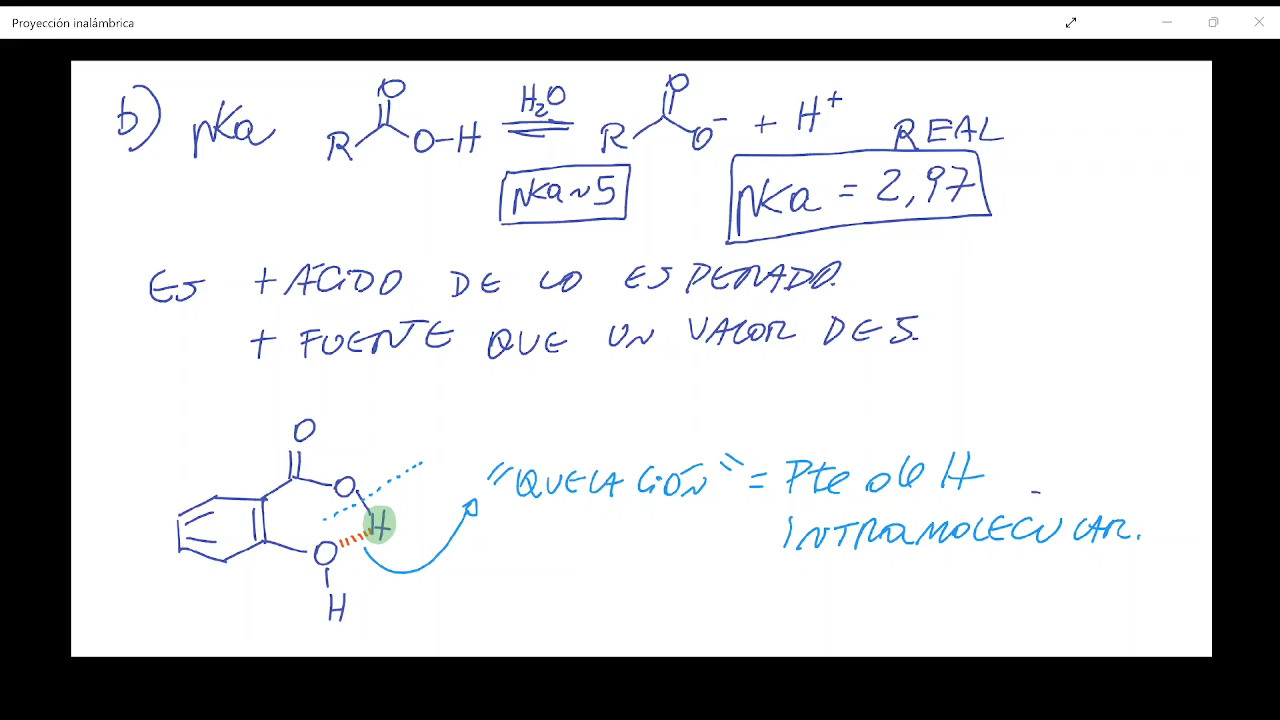 Proyección inalámbrica
b) pKa R O O-H H₂O R O O⁻ + H⁺
REAL
pKa ~ 5 pKa = 2,97
ES + ACIDO DE LO ESPERADO.
+ FUENTE QUE UN VALOR DE 5.
O
O
H
O
H
"QUELACIÓN" = Pte de H
INTRAMOLECULAR.